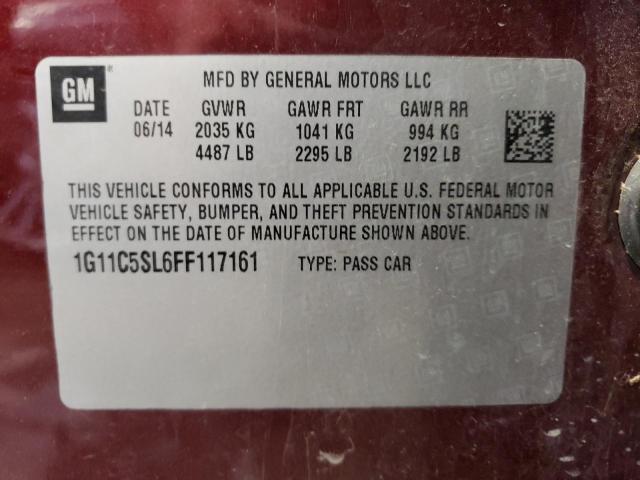 GM
MFD BY GENERAL MOTORS LLC
DATE GVWR GAWR FRT GAWR RR
06/14 2035 KG 1041 KG 994 KG
4487 LB 2295 LB 2192 LB
THIS VEHICLE CONFORMS TO ALL APPLICABLE U.S. FEDERAL MOTOR
VEHICLE SAFETY, BUMPER, AND THEFT PREVENTION STANDARDS IN
EFFECT ON THE DATE OF MANUFACTURE SHOWN ABOVE.
1G11C5SL6FF117161 TYPE: PASS CAR